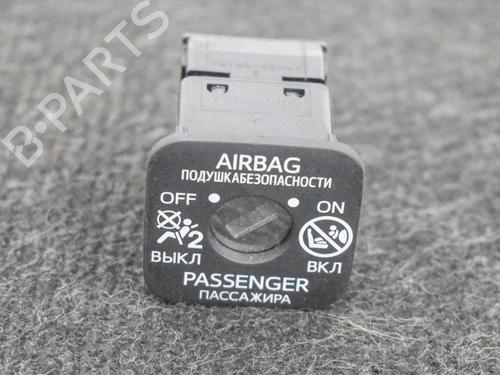 B-PARTS
AIRBAG
ПОДУШКАБЕЗОПАСНОСТИ
OFF ON
2
ВЫКЛ ВКЛ
PASSENGER
ПАССАЖИРА